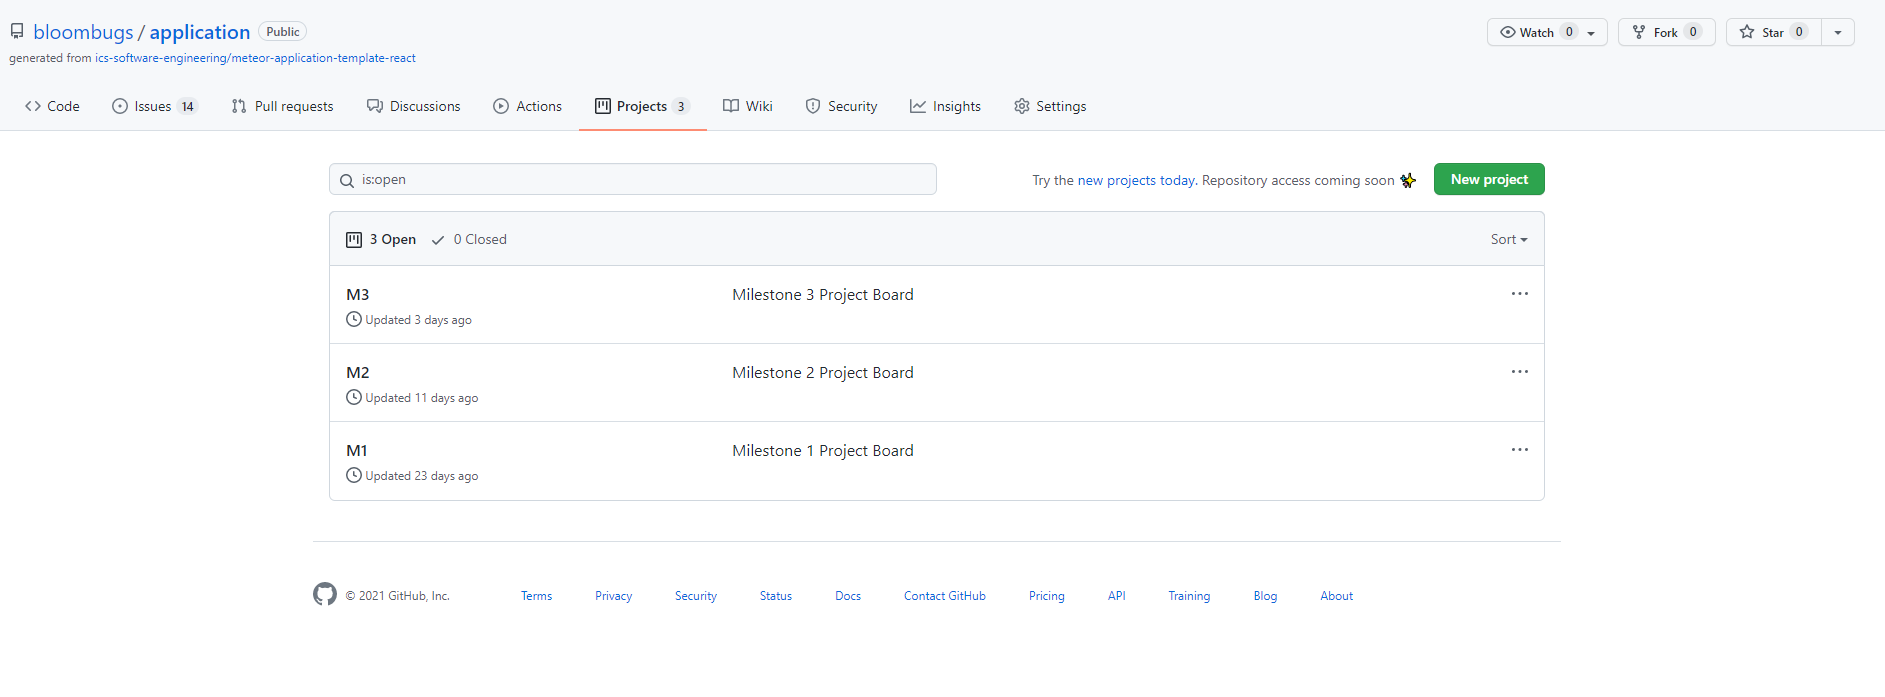 bloombugs / application Public
Watch 0 Fork 0 Star 0
generated from ics-software-engineering/meteor-application-template-react
Code Issues 14 Pull requests Discussions Actions Projects 3 Wiki Security Insights Settings
is:open
Try the new projects today. Repository access coming soon ✨ New project
3 Open 0 Closed Sort
M3 Milestone 3 Project Board
Updated 3 days ago
M2 Milestone 2 Project Board
Updated 11 days ago
M1 Milestone 1 Project Board
Updated 23 days ago
© 2021 GitHub, Inc. Terms Privacy Security Status Docs Contact GitHub Pricing API Training Blog About